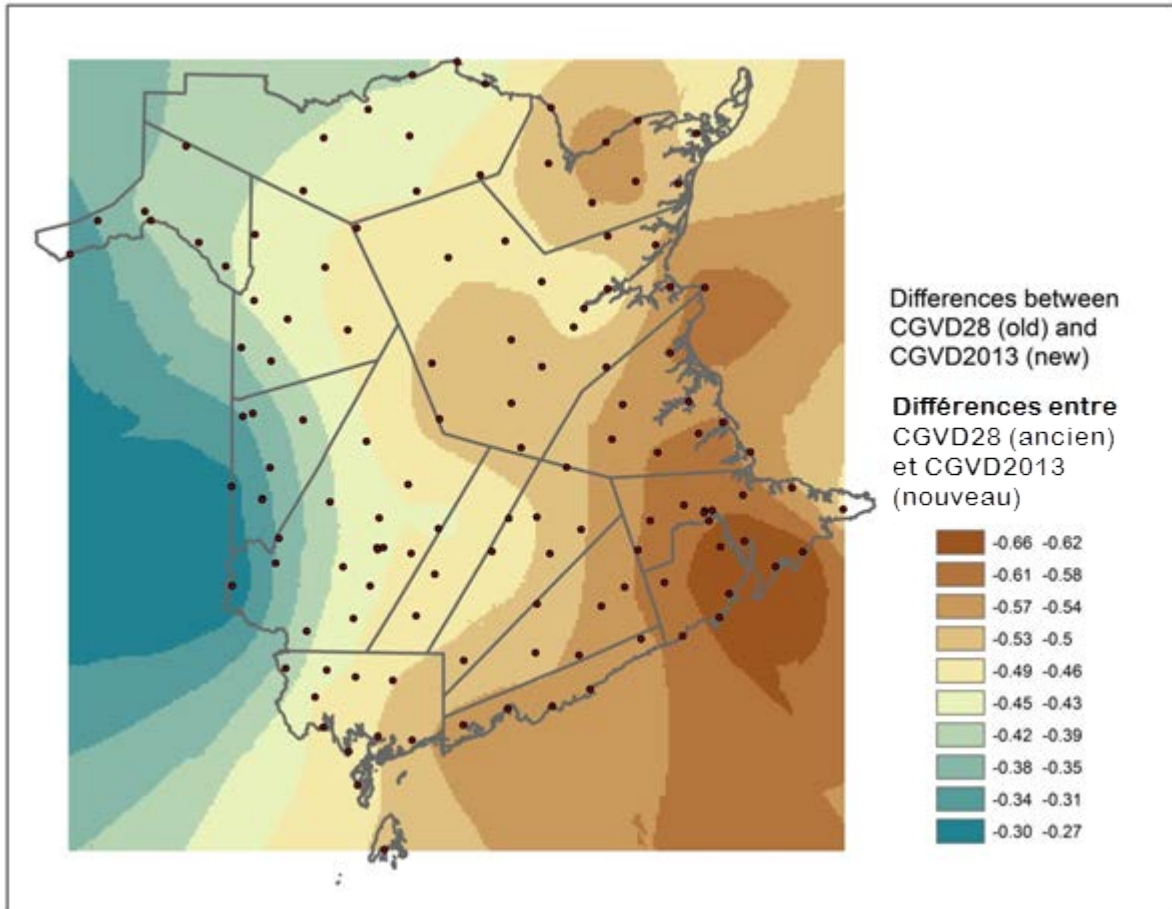 Differences between
CGVD28 (old) and
CGVD2013 (new)
Différences entre
CGVD28 (ancien)
et CGVD2013
(nouveau)
-0.66 -0.62
-0.61 -0.58
-0.57 -0.54
-0.53 -0.5
-0.49 -0.46
-0.45 -0.43
-0.42 -0.39
-0.38 -0.35
-0.34 -0.31
-0.30 -0.27